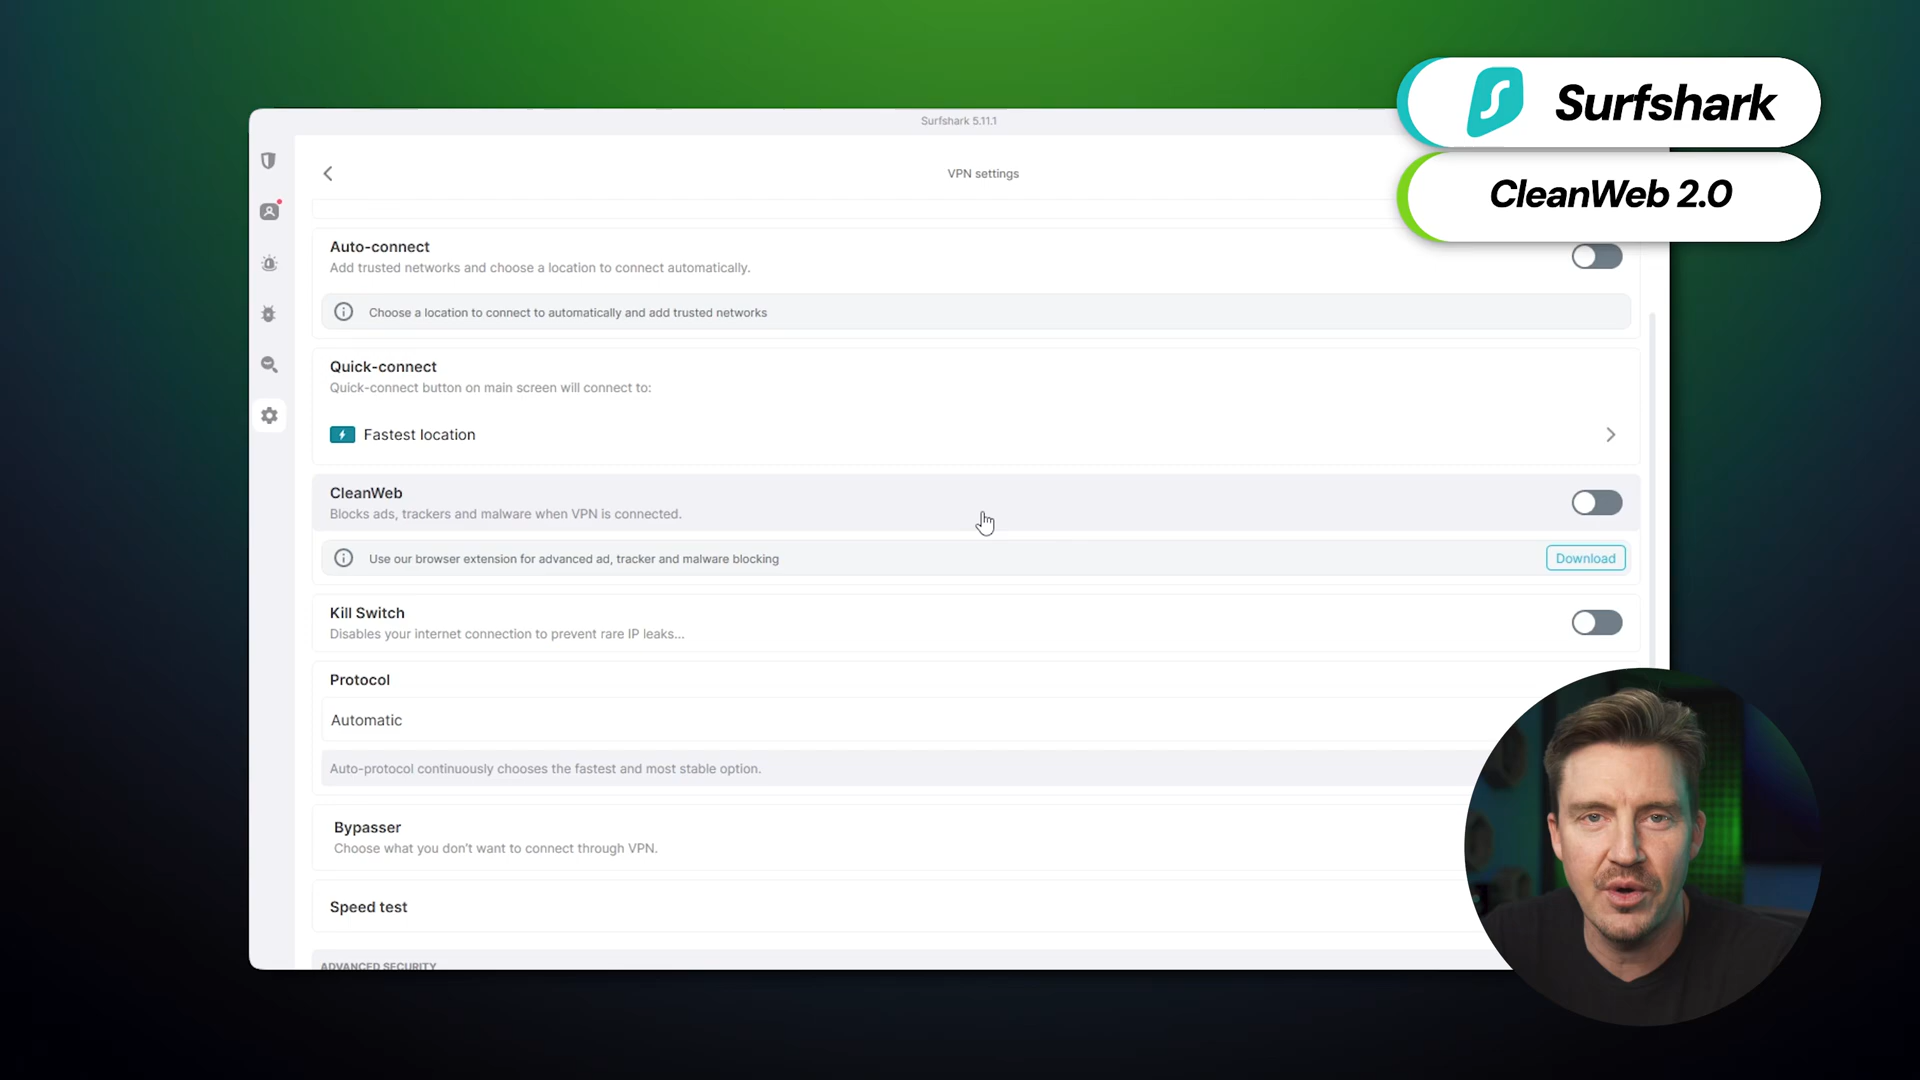 Surfshark
CleanWeb 2.0
Surfshark 5.11.1
VPN settings
Auto-connect
Add trusted networks and choose a location to connect automatically.
Choose a location to connect to automatically and add trusted networks
Quick-connect
Quick-connect button on main screen will connect to:
Fastest location
CleanWeb
Blocks ads, trackers and malware when VPN is connected.
Use our browser extension for advanced ad, tracker and malware blocking
Download
Kill Switch
Disables your internet connection to prevent rare IP leaks...
Protocol
Automatic
Auto-protocol continuously chooses the fastest and most stable option.
Bypasser
Choose what you don't want to connect through VPN.
Speed test
ADVANCED SECURITY